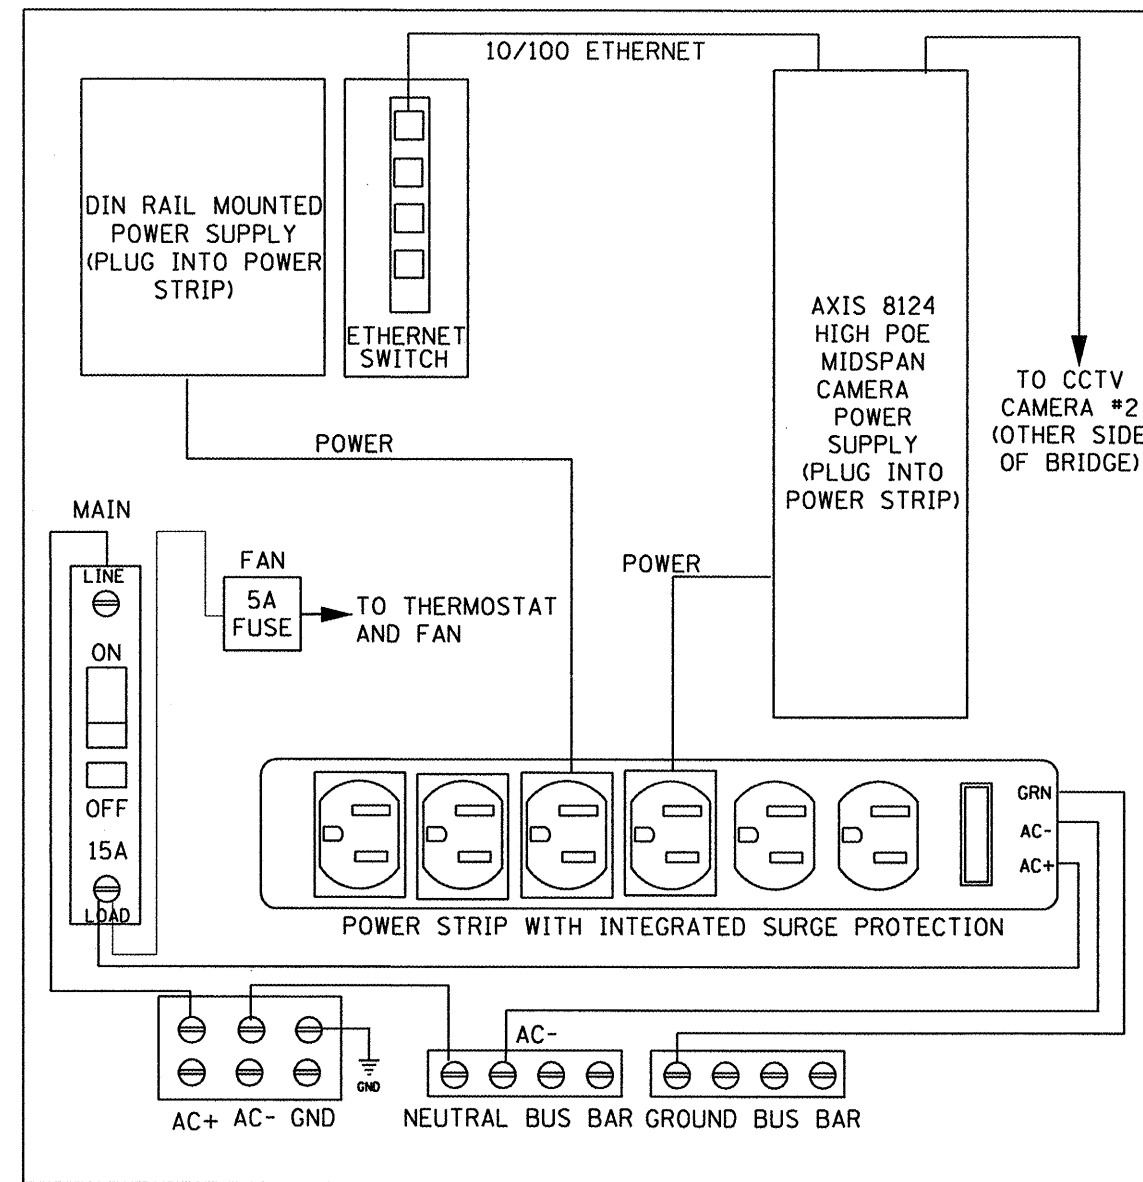 10/100 ETHERNET
DIN RAIL MOUNTED
POWER SUPPLY
(PLUG INTO POWER
STRIP)
ETHERNET
SWITCH
AXIS 8124
HIGH POE
MIDSPAN
CAMERA
POWER
SUPPLY
(PLUG INTO
POWER STRIP)
TO CCTV
CAMERA #2
(OTHER SIDE
OF BRIDGE)
POWER
MAIN
LINE
ON
OFF
15A
LOAD
FAN
5A
FUSE
TO THERMOSTAT
AND FAN
POWER
GRN
AC-
AC+
POWER STRIP WITH INTEGRATED SURGE PROTECTION
AC-
GND
AC+ AC- GND
NEUTRAL BUS BAR
GROUND BUS BAR